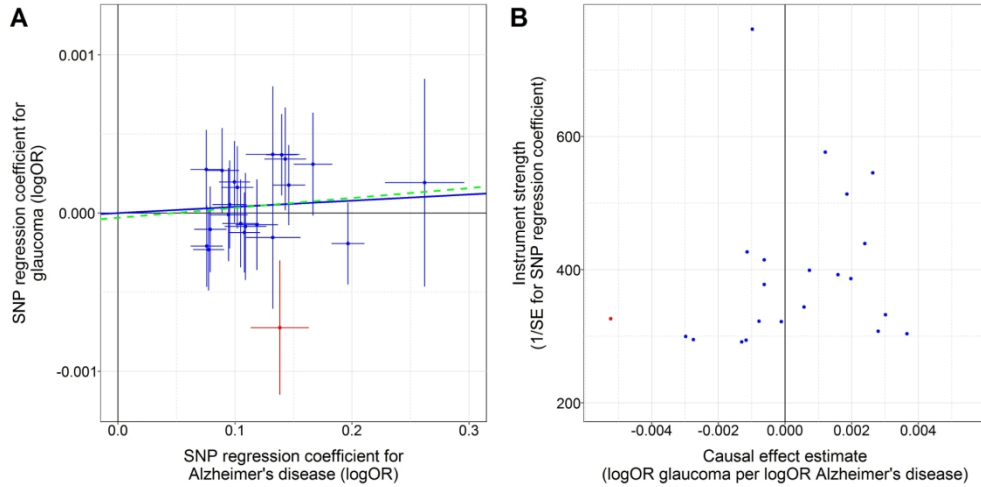 A
SNP regression coefficient for
glaucoma (logOR)
0.001
0.000
-0.001
0.0
0.1
0.2
0.3
SNP regression coefficient for
Alzheimer's disease (logOR)
B
Instrument strength
(1/SE for SNP regression coefficient)
600
400
200
-0.004
-0.002
0.000
0.002
0.004
Causal effect estimate
(logOR glaucoma per logOR Alzheimer's disease)